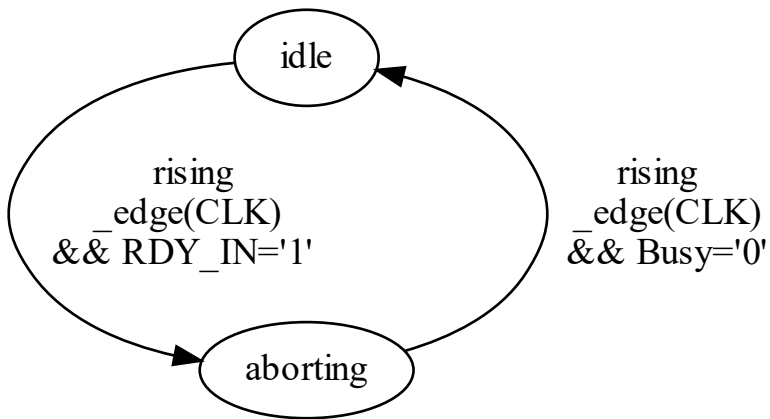 idle
rising
_edge(CLK)
&& RDY_IN='1'
rising
_edge(CLK)
&& Busy='0'
aborting